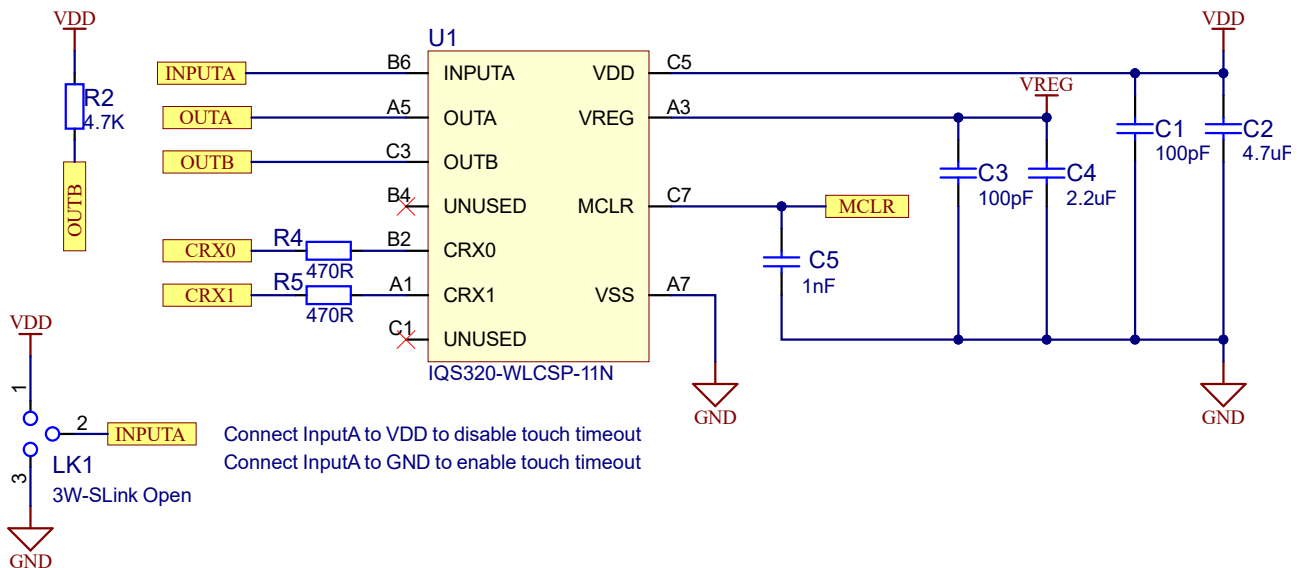 VDD
R2
4.7K
OUTB
U1
INPUTA
B6
INPUTA
VDD
C5
OUTA
A5
OUTA
VREG
A3
OUTB
C3
OUTB
B4
UNUSED
MCLR
C7
MCLR
CRX0
R4
470R
B2
CRX0
CRX1
R5
470R
A1
CRX1
VSS
A7
C1
UNUSED
IQS320-WLCSP-11N
VREG
VDD
C3
100pF
C4
2.2uF
C1
100pF
C2
4.7uF
C5
1nF
GND
GND
VDD
1
2
INPUTA
3
LK1
3W-SLink Open
GND
Connect InputA to VDD to disable touch timeout
Connect InputA to GND to enable touch timeout